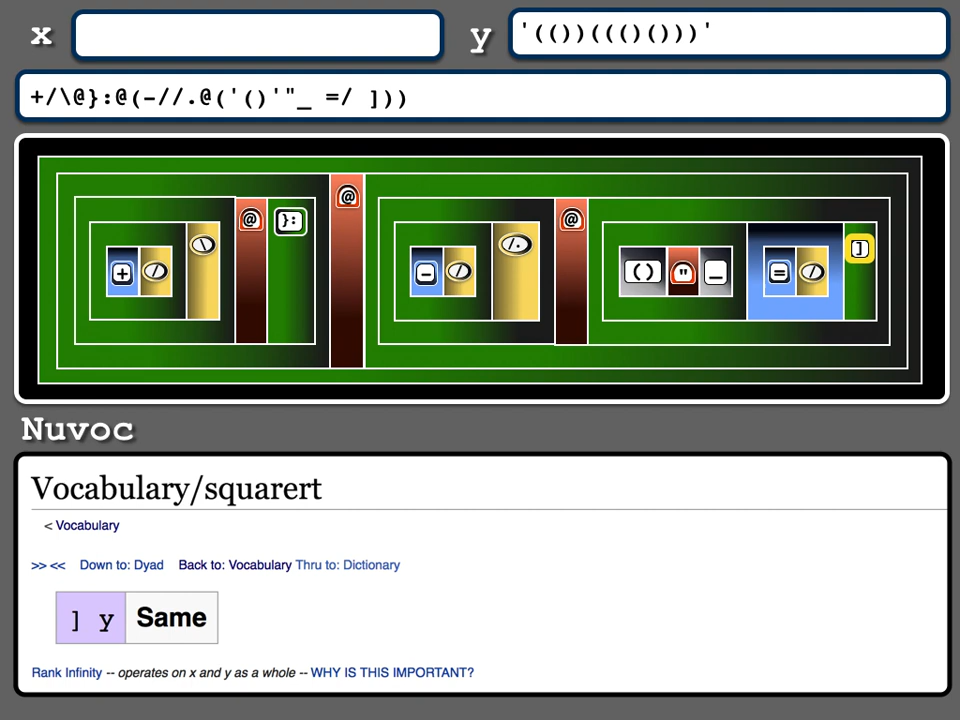 x y '(())((()()))'
+/\@}:@(-//.@('()'"_ =/ ]))
+ / \ @ }: @ - / /. @ () " _ = / ]
Nuvoc
Vocabulary/squarert
< Vocabulary
>> << Down to: Dyad Back to: Vocabulary Thru to: Dictionary
] y Same
Rank Infinity -- operates on x and y as a whole -- WHY IS THIS IMPORTANT?